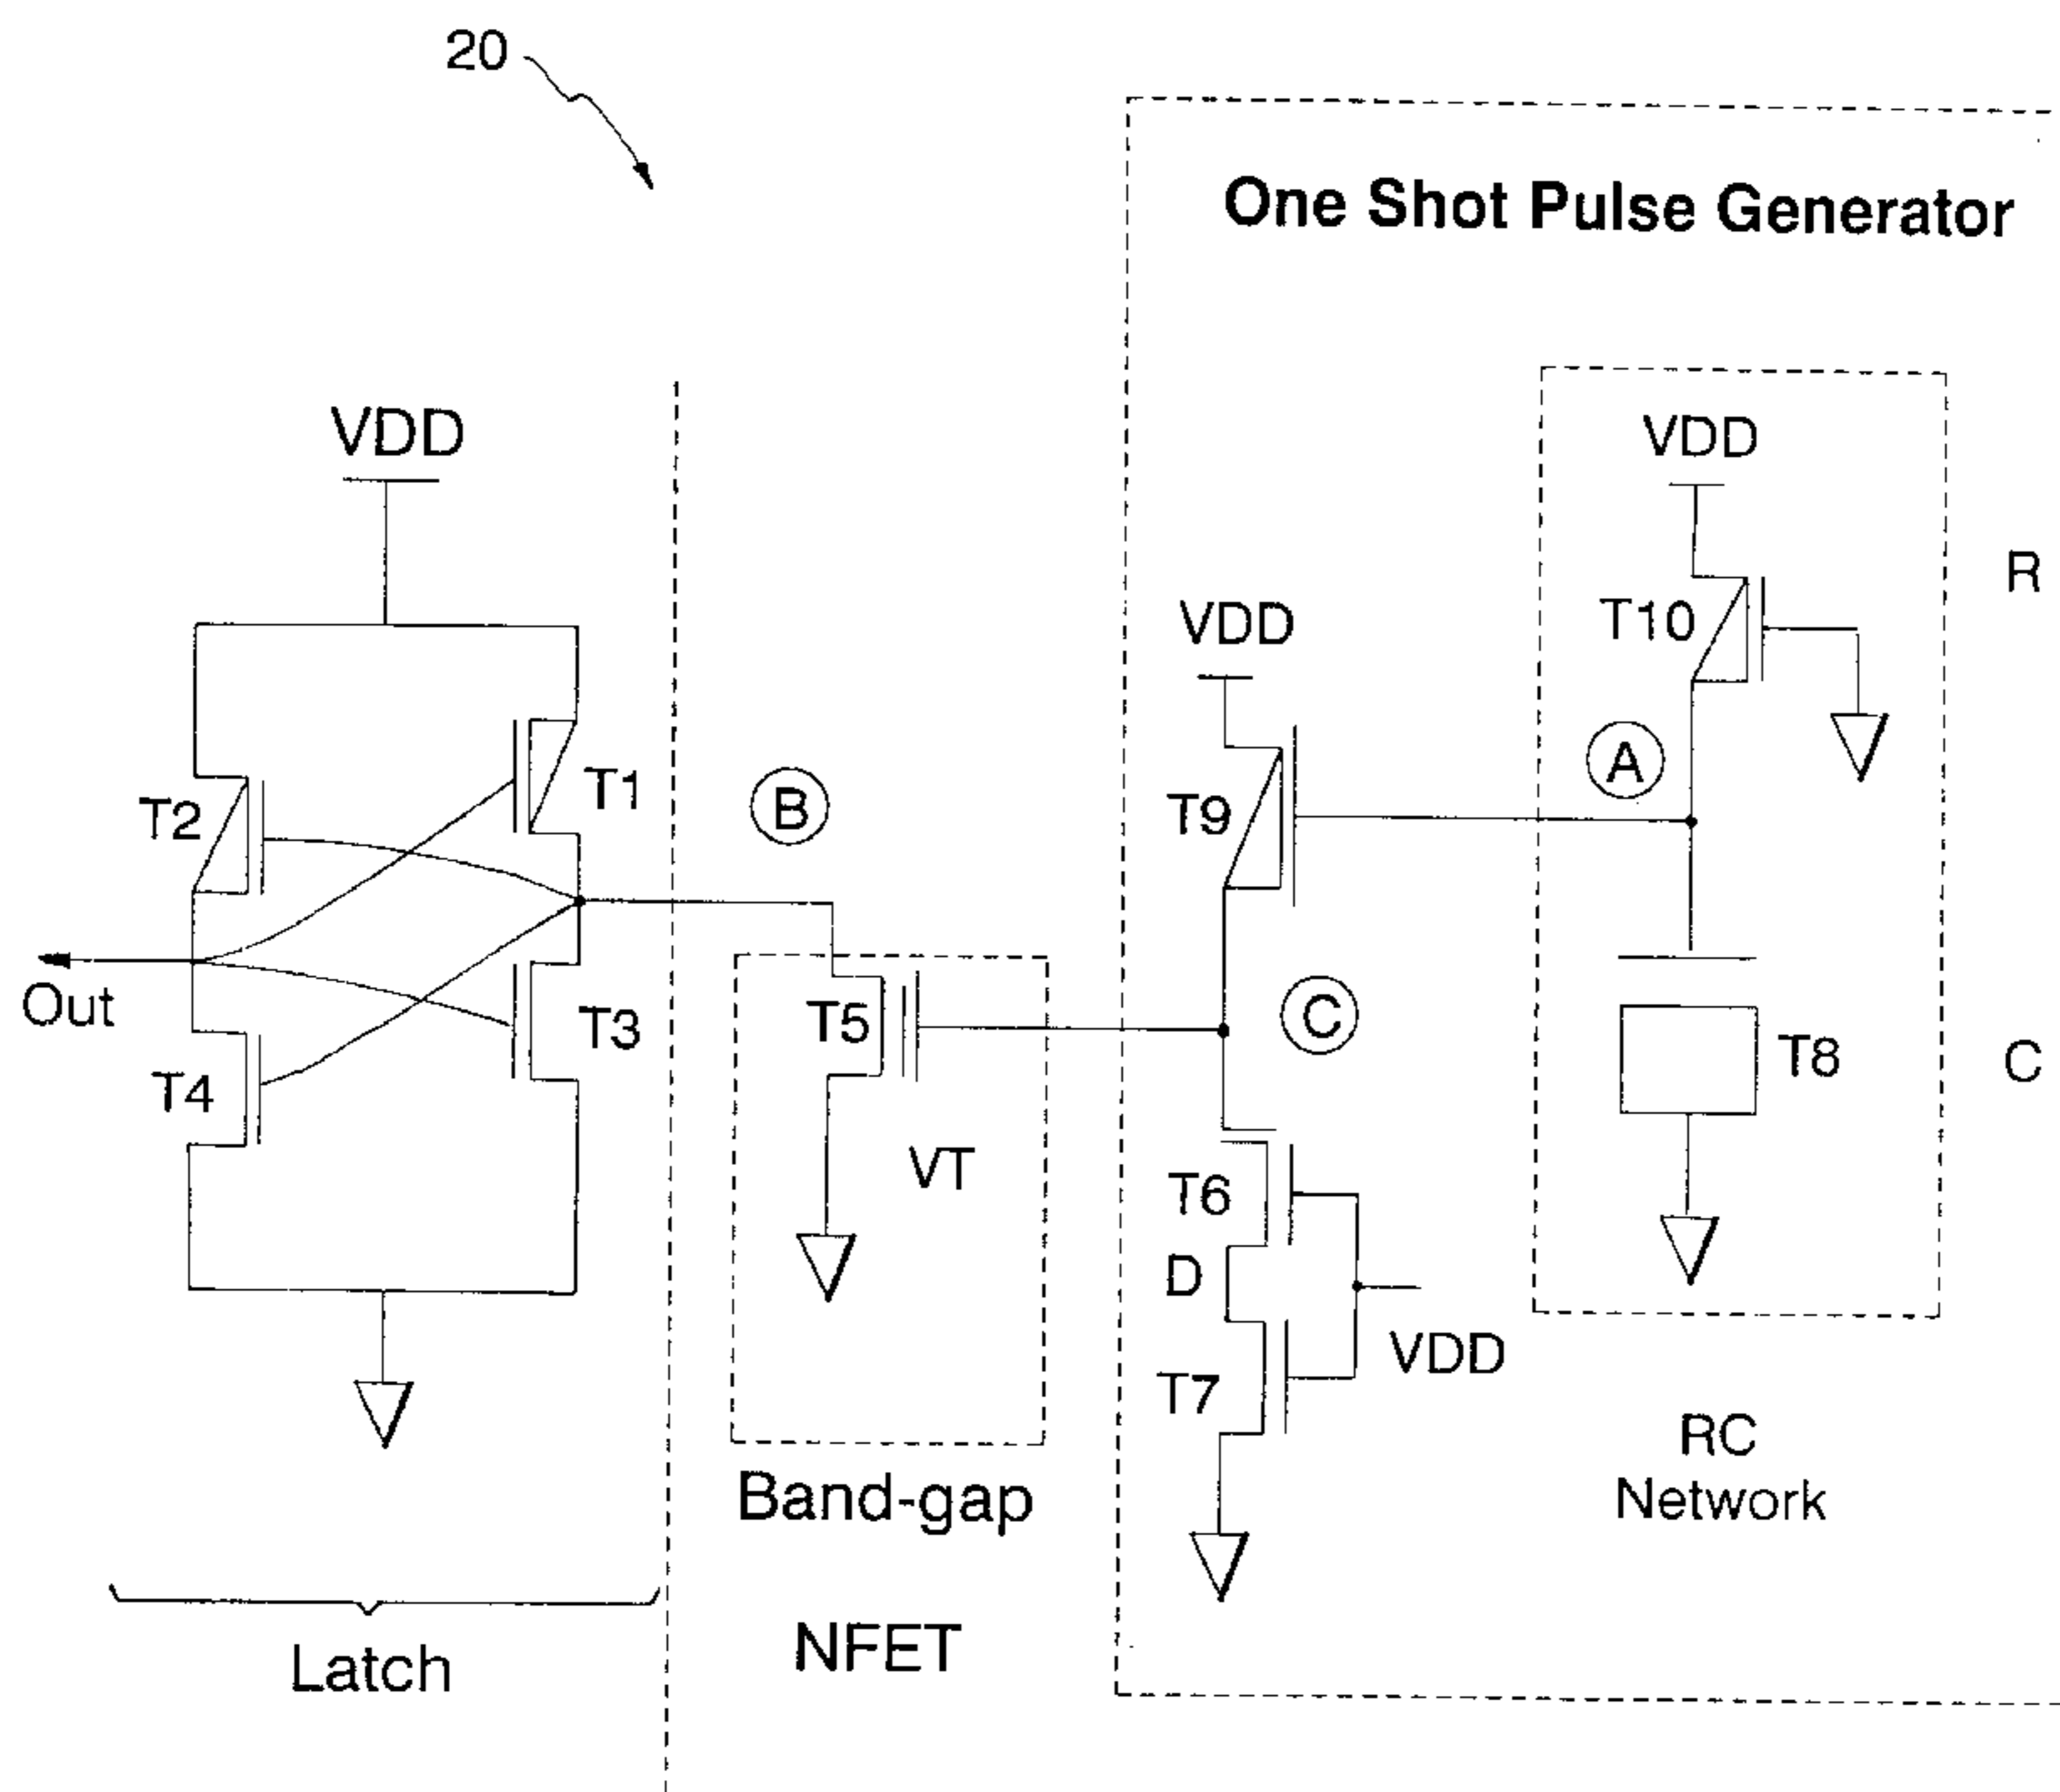 20
One Shot Pulse Generator
VDD
T2
T1
Out
T4
T3
Latch
B
T5
VT
Band-gap
NFET
VDD
T9
C
T6
D
T7
VDD
VDD
T10
A
T8
R
C
RC
Network